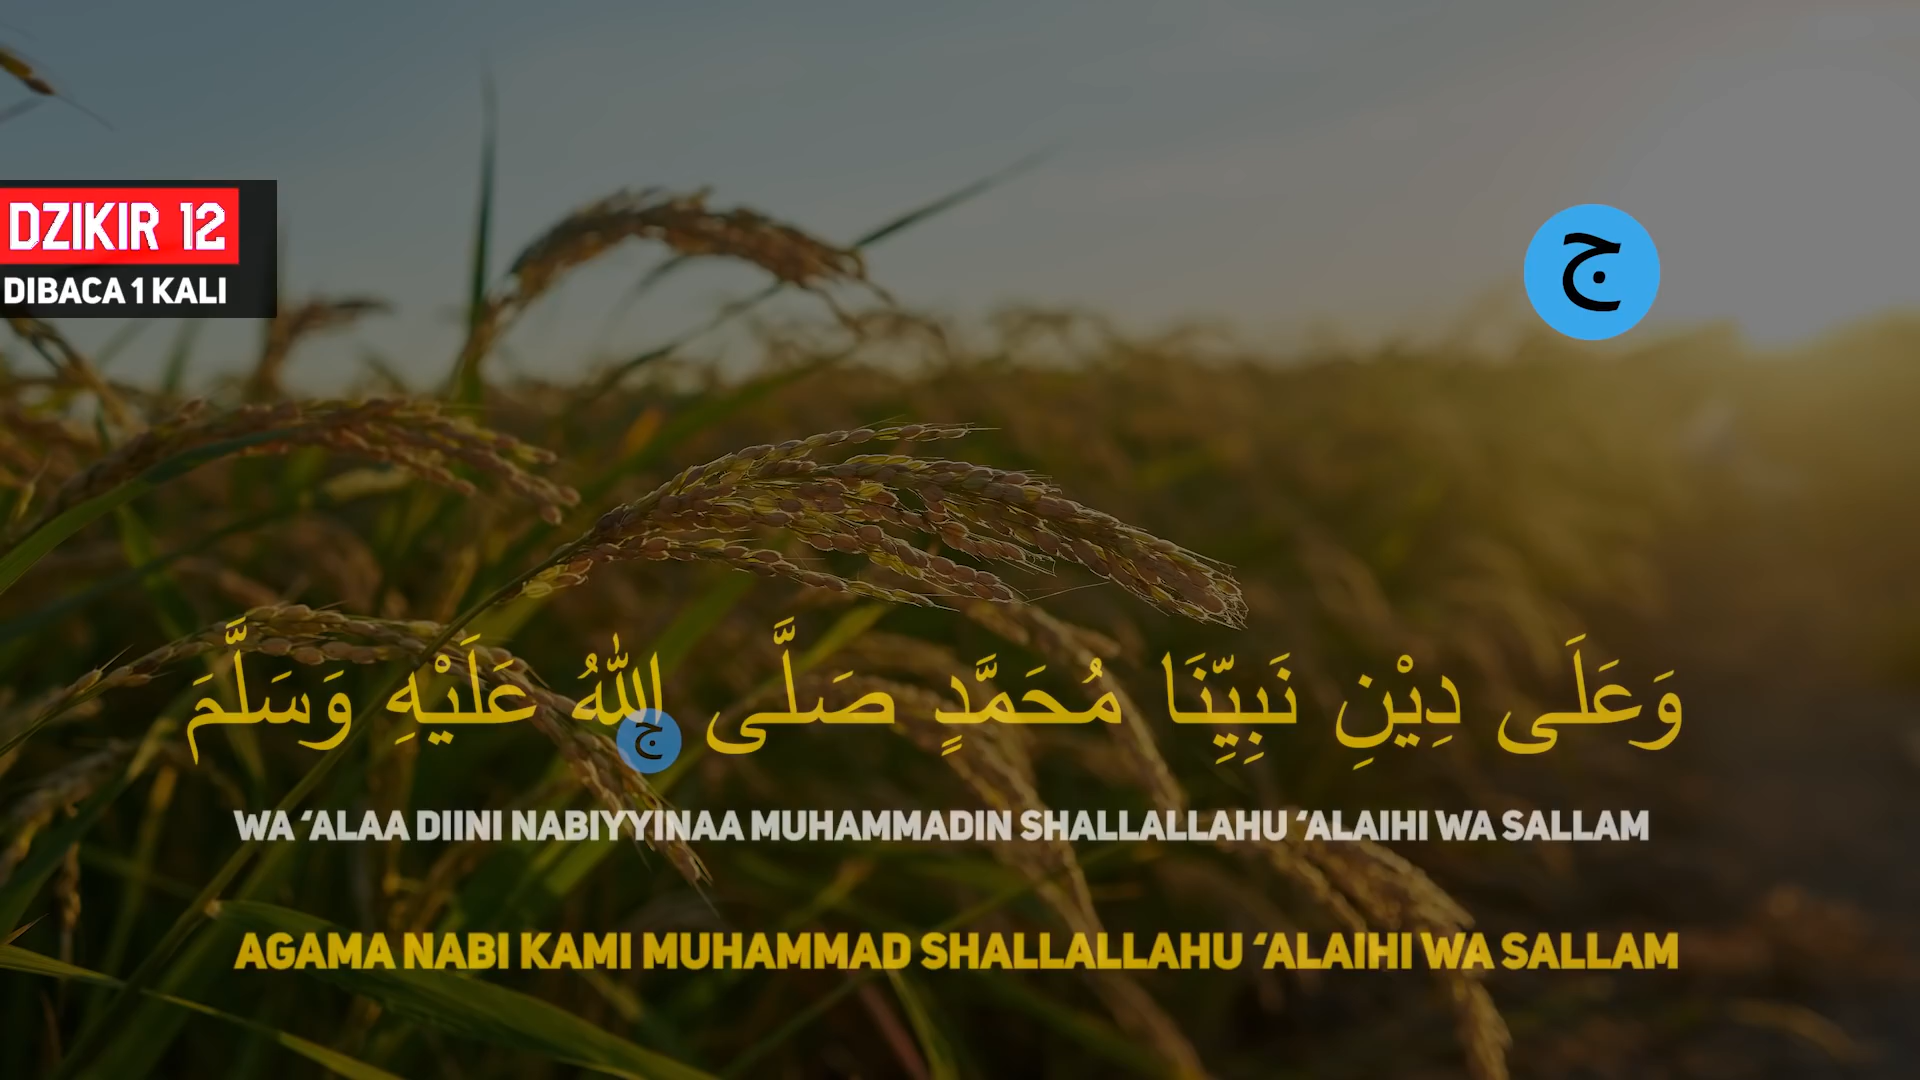 DZIKIR 12
DIBACA 1 KALI
ج
وَعَلَى دِيْنِ نَبِيِّنَا مُحَمَّدٍ صَلَّى اللهُ عَلَيْهِ وَسَلَّمَ
ج
WA ‘ALAA DIINI NABIYYINAA MUHAMMADIN SHALLALLAHU ‘ALAIHI WA SALLAM
AGAMA NABI KAMI MUHAMMAD SHALLALLAHU ‘ALAIHI WA SALLAM